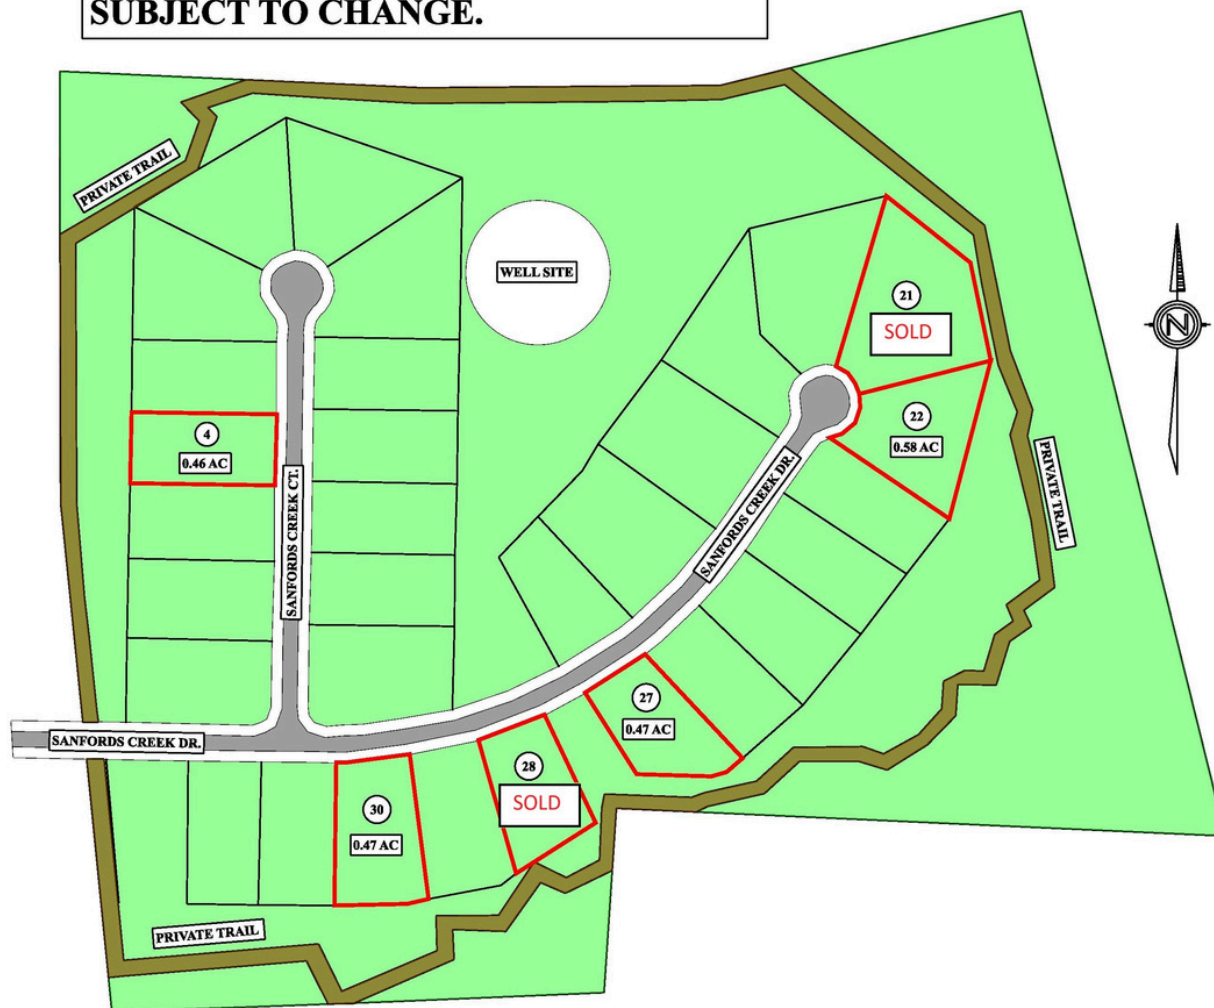 SUBJECT TO CHANGE.
PRIVATE TRAIL
WELL SITE
21
SOLD
N
4
0.46 AC
22
0.58 AC
SANFORDS CREEK CT.
SANFORDS CREEK DR.
PRIVATE TRAIL
27
0.47 AC
SANFORDS CREEK DR.
28
SOLD
30
0.47 AC
PRIVATE TRAIL